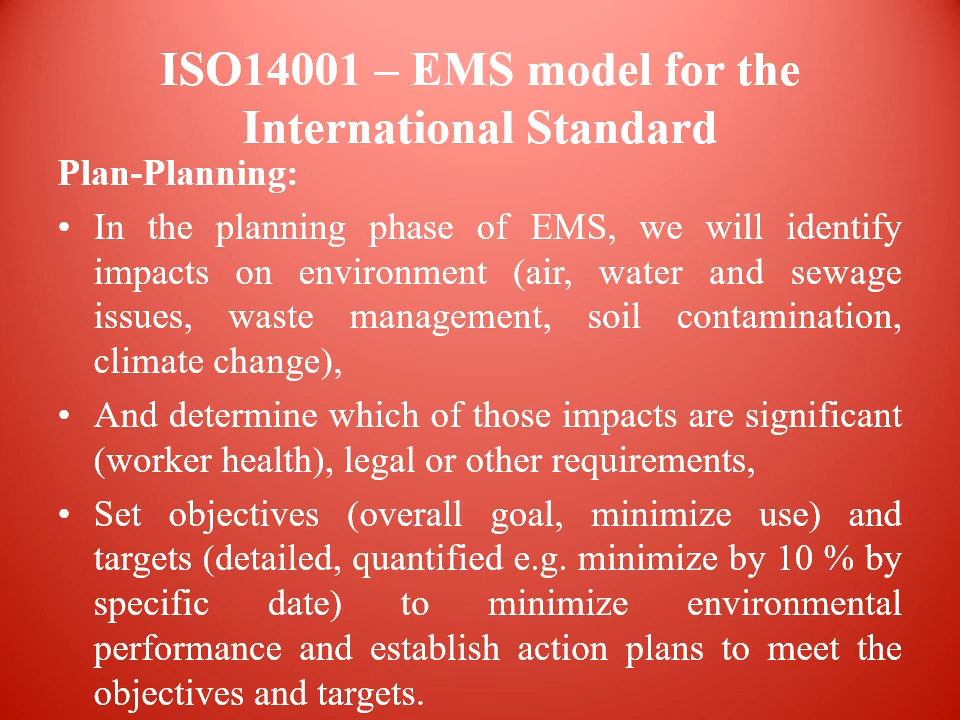 ISO14001 – EMS model for the
International Standard
Plan-Planning:
• In the planning phase of EMS, we will identify
impacts on environment (air, water and sewage
issues, waste management, soil contamination,
climate change),
• And determine which of those impacts are significant
(worker health), legal or other requirements,
• Set objectives (overall goal, minimize use) and
targets (detailed, quantified e.g. minimize by 10 % by
specific date) to minimize environmental
performance and establish action plans to meet the
objectives and targets.